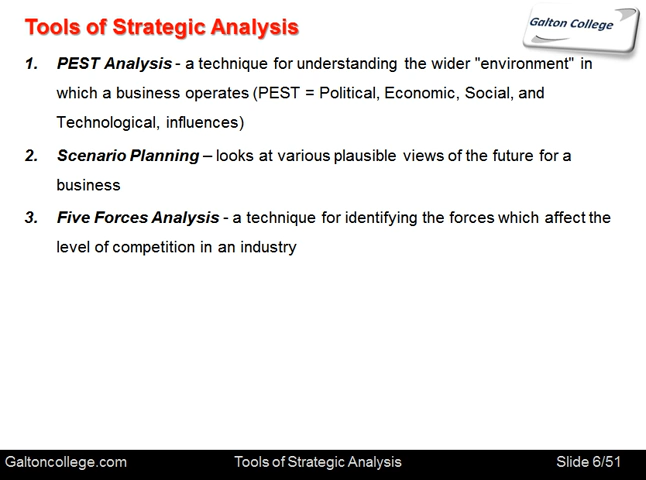 Tools of Strategic Analysis
Galton College
1. PEST Analysis - a technique for understanding the wider "environment" in
which a business operates (PEST = Political, Economic, Social, and
Technological, influences)
2. Scenario Planning – looks at various plausible views of the future for a
business
3. Five Forces Analysis - a technique for identifying the forces which affect the
level of competition in an industry
Galtoncollege.com Tools of Strategic Analysis Slide 6/51